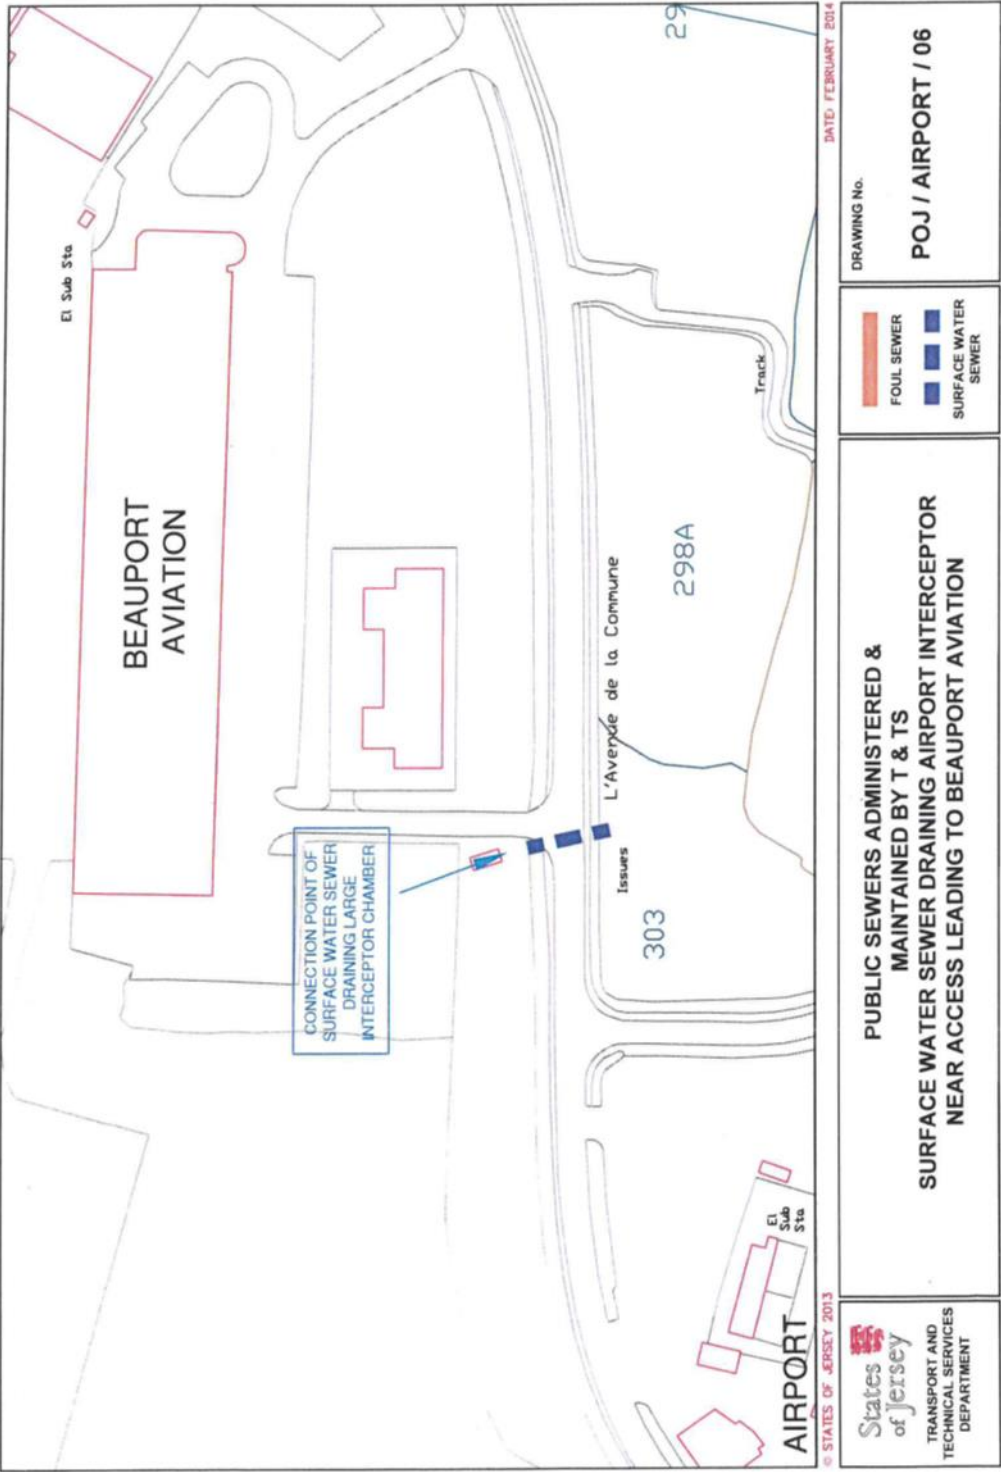 El Sub Sta
BEAUPORT
AVIATION
CONNECTION POINT OF
SURFACE WATER SEWER
DRAINING LARGE
INTERCEPTOR CHAMBER
L'Avenue de la Commune
Issues
303
298A
29
Track
El
Sub
Sta
AIRPORT
© STATES OF JERSEY 2013
DATE: FEBRUARY 2014
States
of Jersey
TRANSPORT AND
TECHNICAL SERVICES
DEPARTMENT
PUBLIC SEWERS ADMINISTERED &
MAINTAINED BY T & TS
SURFACE WATER SEWER DRAINING AIRPORT INTERCEPTOR
NEAR ACCESS LEADING TO BEAUPORT AVIATION
FOUL SEWER
SURFACE WATER
SEWER
DRAWING No.
POJ / AIRPORT / 06